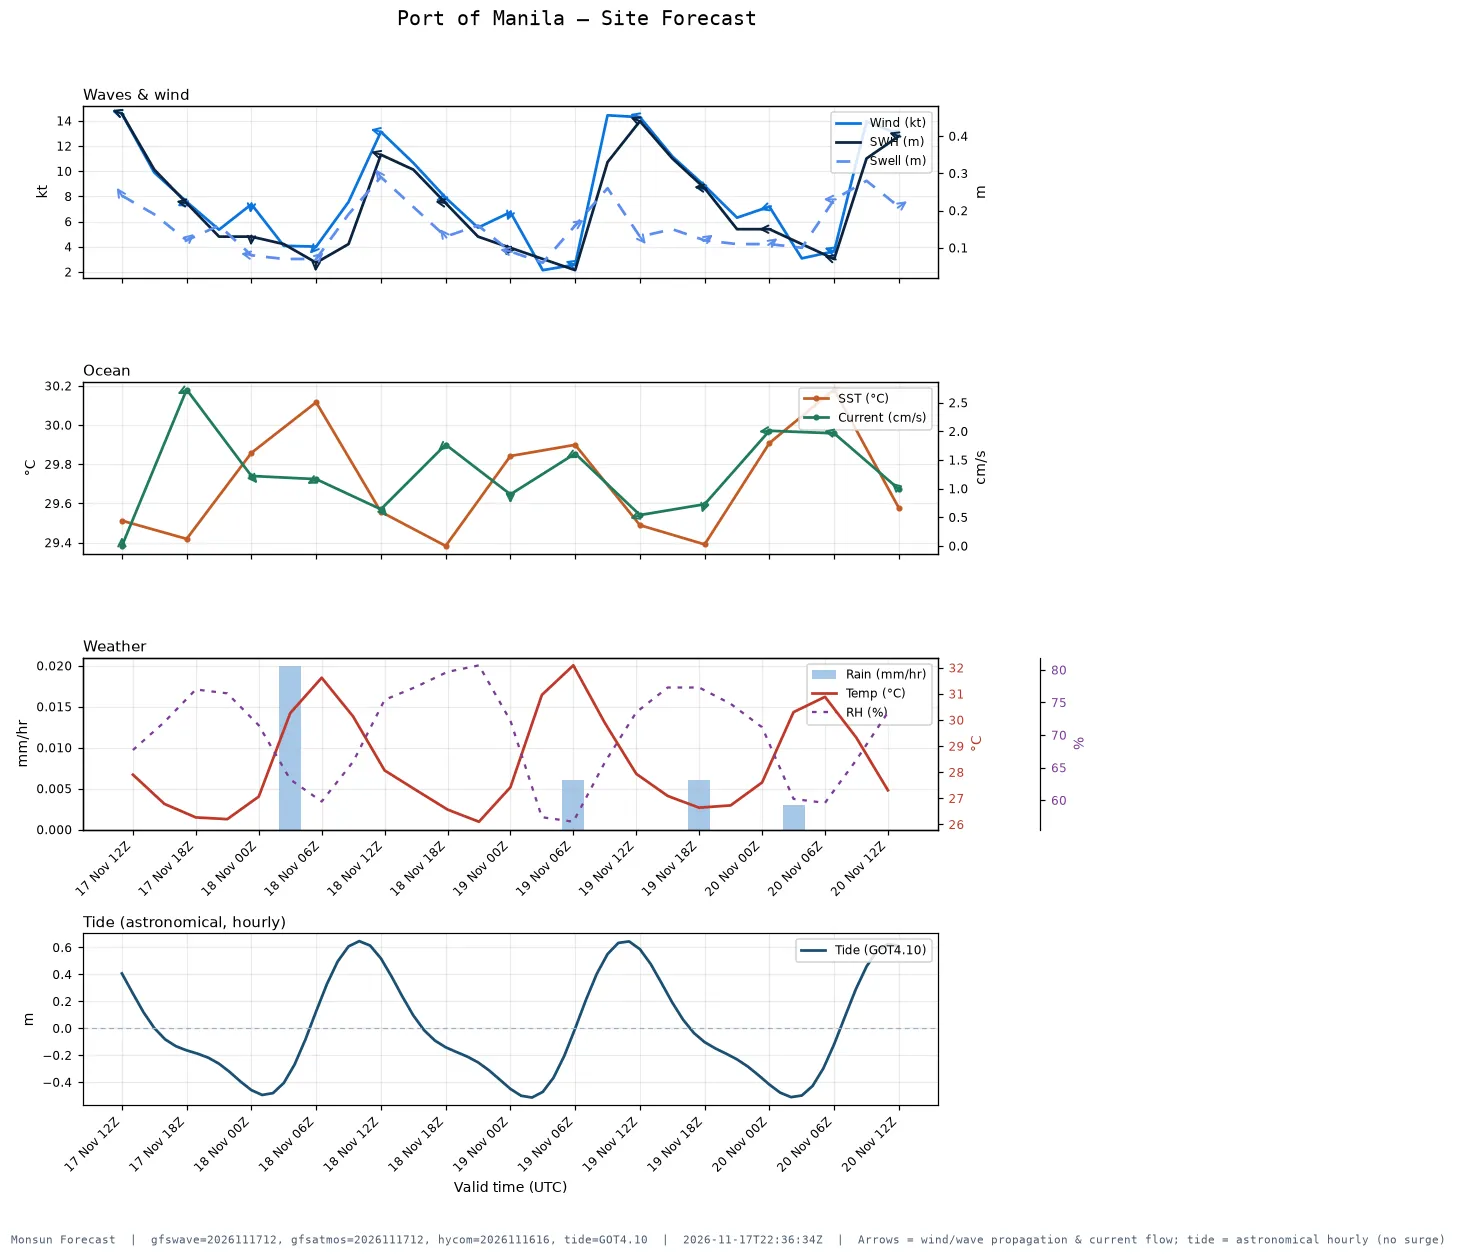 Port of Manila — Site Forecast
Waves & wind
14
12
10
8
6
4
2
kt
Wind (kt)
SWH (m)
Swell (m)
0.4
0.3
0.2
0.1
m
Ocean
30.2
30.0
29.8
29.6
29.4
°C
SST (°C)
Current (cm/s)
2.5
2.0
1.5
1.0
0.5
0.0
cm/s
Weather
0.020
0.015
0.010
0.005
0.000
mm/hr
Rain (mm/hr)
Temp (°C)
RH (%)
32
31
30
29
28
27
26
°C
80
75
70
65
60
%
17 Nov 12Z
17 Nov 18Z
18 Nov 00Z
18 Nov 06Z
18 Nov 12Z
18 Nov 18Z
19 Nov 00Z
19 Nov 06Z
19 Nov 12Z
19 Nov 18Z
20 Nov 00Z
20 Nov 06Z
20 Nov 12Z
Tide (astronomical, hourly)
0.6
0.4
0.2
0.0
−0.2
−0.4
m
Tide (GOT4.10)
17 Nov 12Z
17 Nov 18Z
18 Nov 00Z
18 Nov 06Z
18 Nov 12Z
18 Nov 18Z
19 Nov 00Z
19 Nov 06Z
19 Nov 12Z
19 Nov 18Z
20 Nov 00Z
20 Nov 06Z
20 Nov 12Z
Valid time (UTC)
Monsun Forecast | gfswave=2026111712, gfsatmos=2026111712, hycom=2026111616, tide=GOT4.10 | 2026-11-17T22:36:34Z | Arrows = wind/wave propagation & current flow; tide = astronomical hourly (no surge)